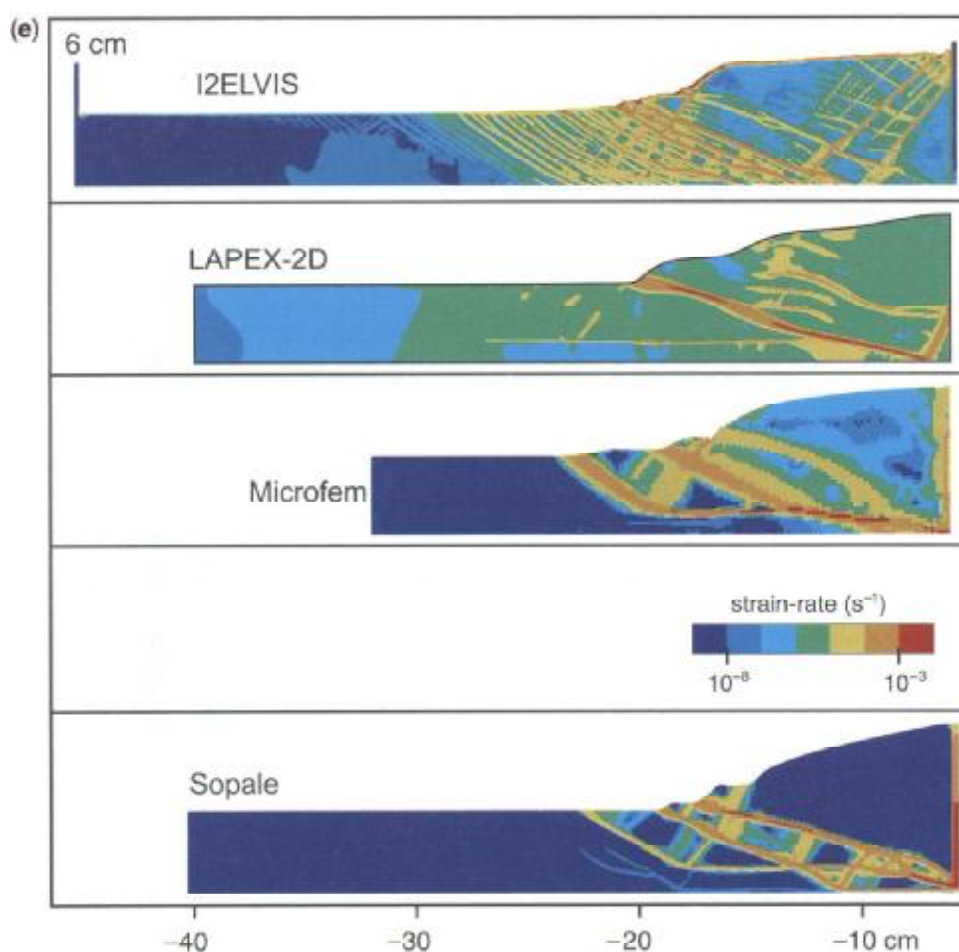 (e)
6 cm
I2ELVIS
LAPEX-2D
Microfem
strain-rate (s⁻¹)
10⁻⁸ 10⁻³
Sopale
−40 −30 −20 −10 cm